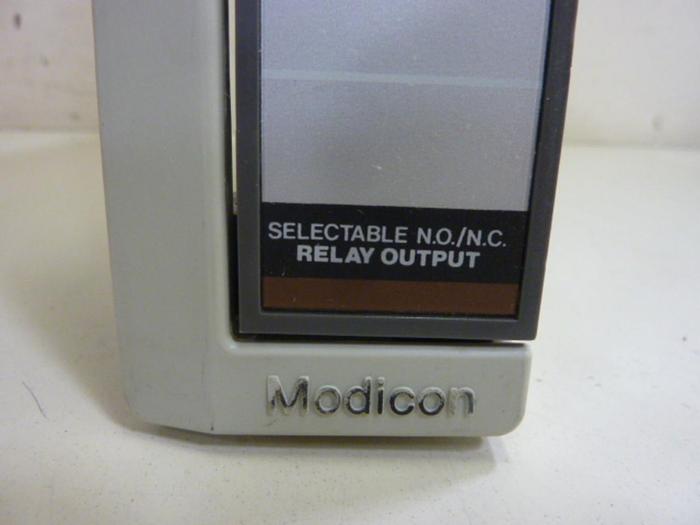 SELECTABLE N.O./N.C.
RELAY OUTPUT
Modicon